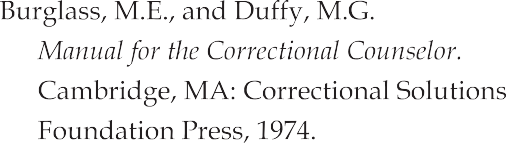 Burglass, M.E., and Duffy, M.G.
Manual for the Correctional Counselor.
Cambridge, MA: Correctional Solutions
Foundation Press, 1974.